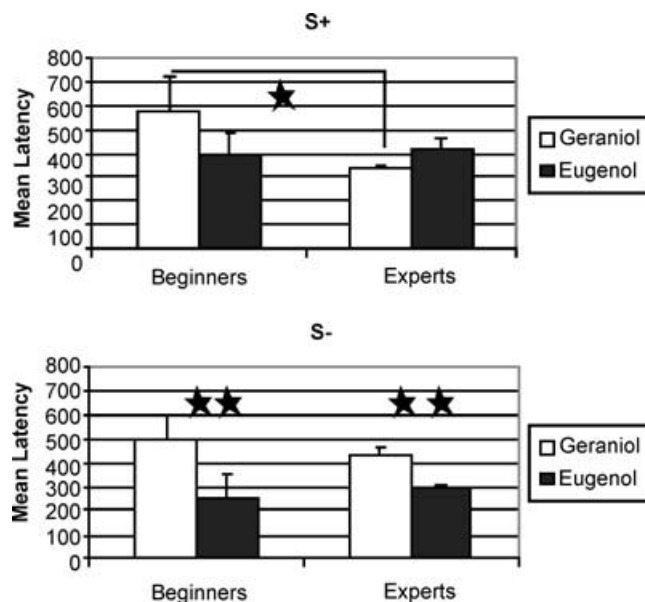 S+
Mean Latency
800
700
600
500
400
300
200
100
0
Beginners
Experts
Geraniol
Eugenol
S-
Mean Latency
800
700
600
500
400
300
200
100
0
Beginners
Experts
Geraniol
Eugenol